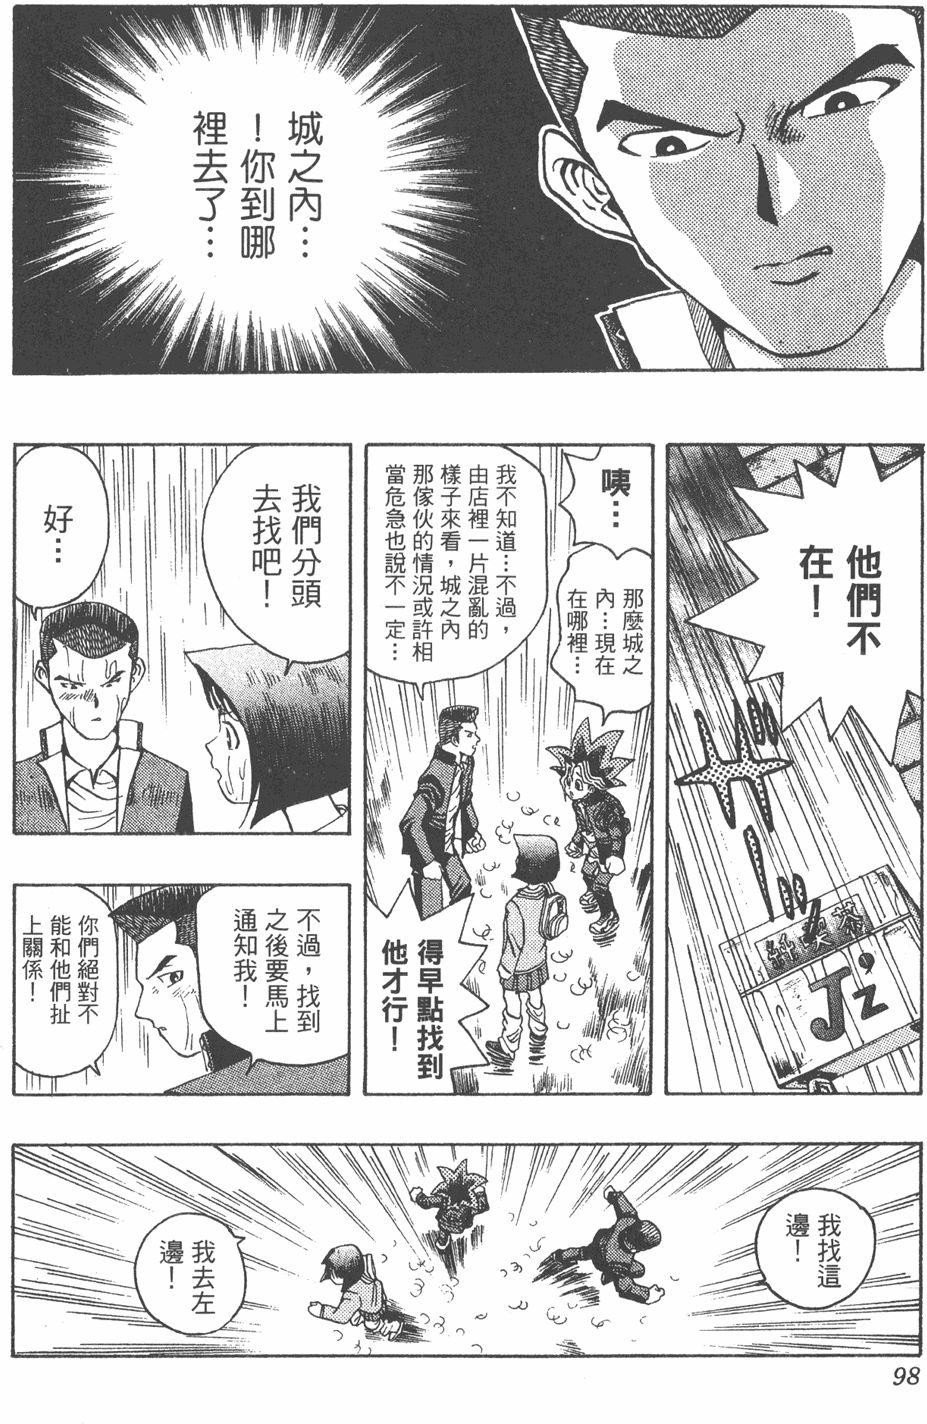 城之內…
！你到哪
裡去了…
他們不
在！
純喫茶
J'z
咦…
那麼城之
內…現在
在哪裡…
我不知道…不過，
由店裡一片混亂的
樣子來看，城之內
那傢伙的情況或許相
當危急也說不一定…
得早點找到
他才行！
我們分頭
去找吧！
好…
不過，找到
之後要馬上
通知我！
你們絕對不
能和他們扯
上關係！
我找這
邊！
我去左
邊！
98